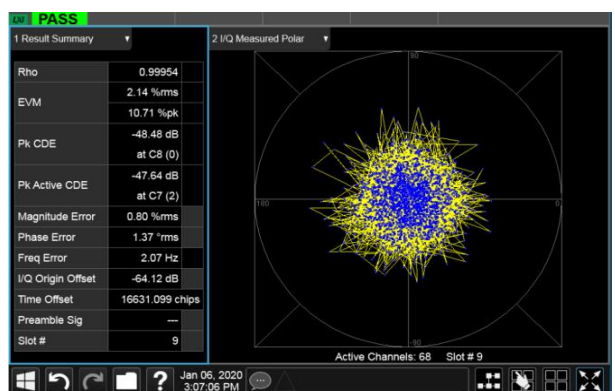 LXI PASS
1 Result Summary
2 I/Q Measured Polar
Rho 0.99954
EVM 2.14 %rms
10.71 %pk
Pk CDE -48.48 dB
at C8 (0)
Pk Active CDE -47.64 dB
at C7 (2)
Magnitude Error 0.80 %rms
Phase Error 1.37 °rms
Freq Error 2.07 Hz
I/Q Origin Offset -64.12 dB
Time Offset 16631.099 chips
Preamble Sig ---
Slot # 9
90
180
0
-90
Active Channels: 68 Slot # 9
?
Jan 06, 2020
3:07:06 PM